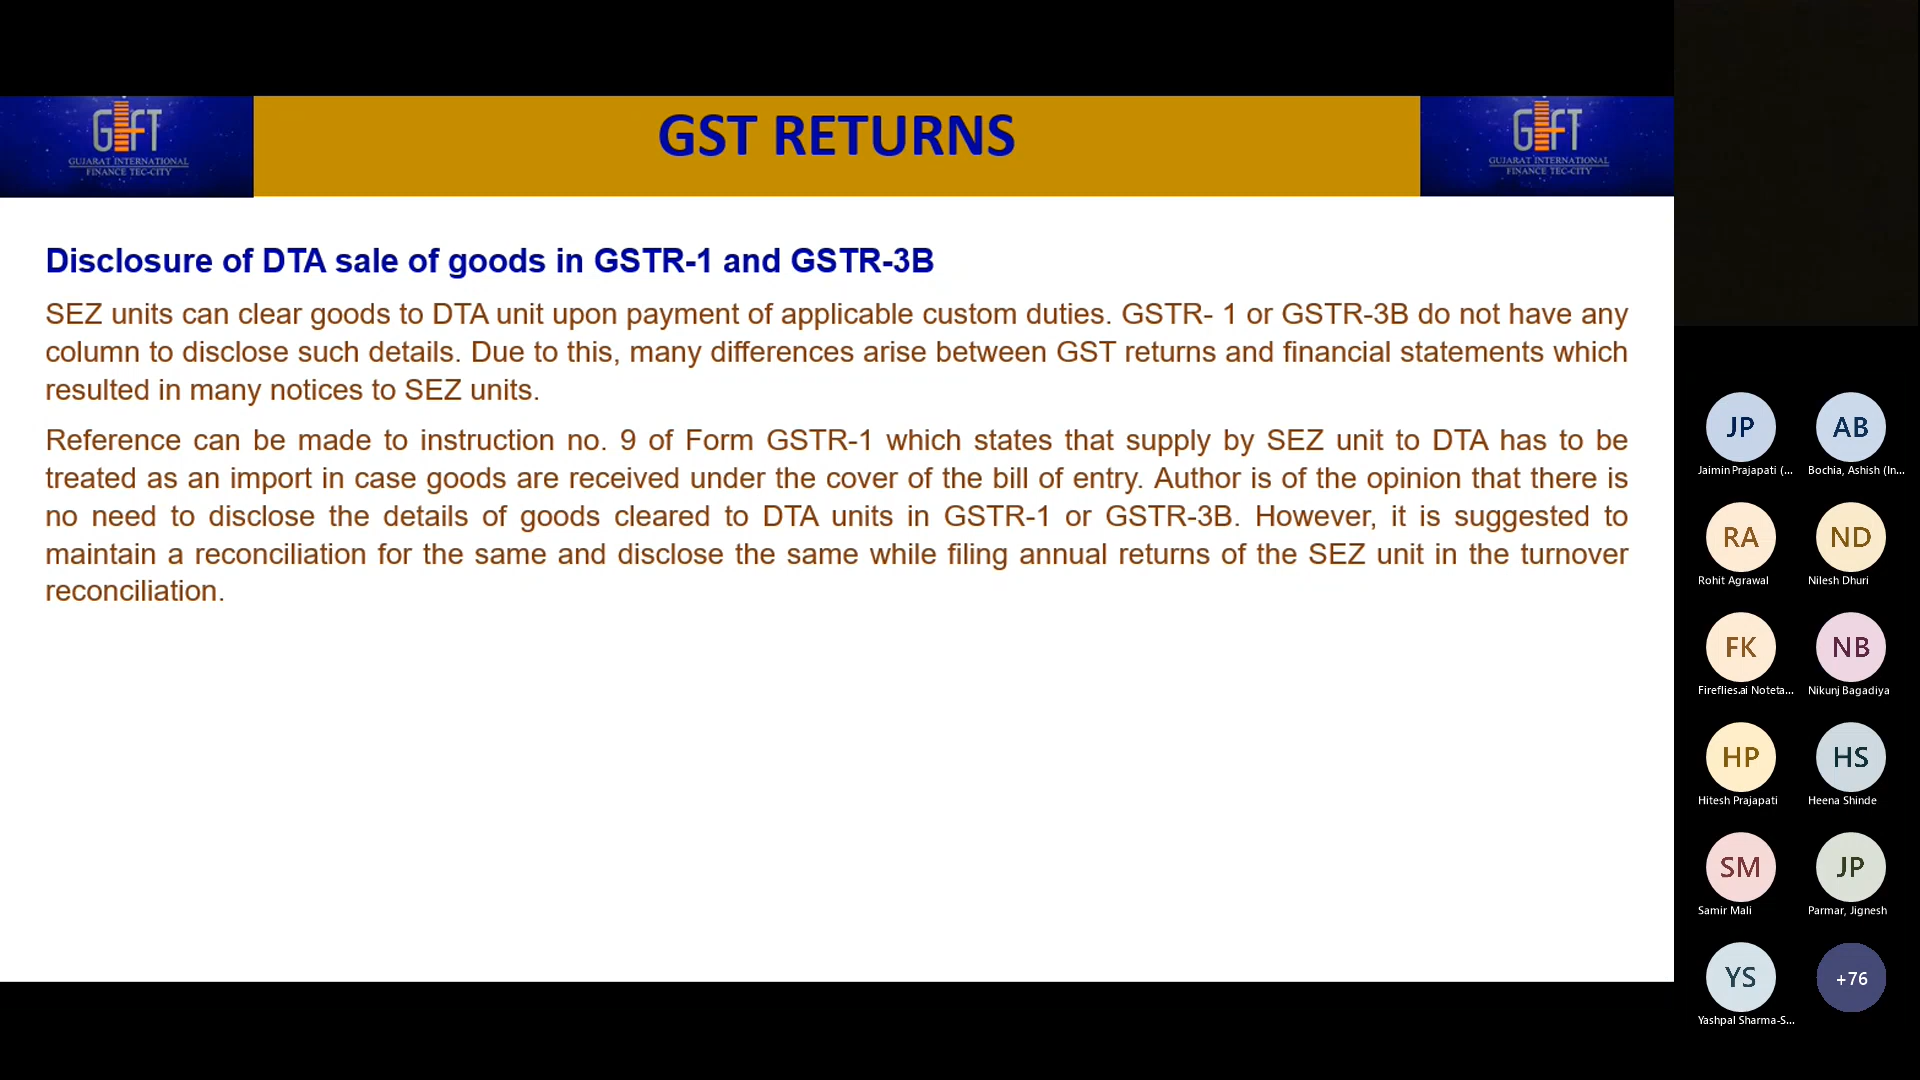 GIFT
GUJARAT INTERNATIONAL
FINANCE TEC-CITY
GST RETURNS
GIFT
GUJARAT INTERNATIONAL
FINANCE TEC-CITY
Disclosure of DTA sale of goods in GSTR-1 and GSTR-3B
SEZ units can clear goods to DTA unit upon payment of applicable custom duties. GSTR- 1 or GSTR-3B do not have any
column to disclose such details. Due to this, many differences arise between GST returns and financial statements which
resulted in many notices to SEZ units.
Reference can be made to instruction no. 9 of Form GSTR-1 which states that supply by SEZ unit to DTA has to be
treated as an import in case goods are received under the cover of the bill of entry. Author is of the opinion that there is
no need to disclose the details of goods cleared to DTA units in GSTR-1 or GSTR-3B. However, it is suggested to
maintain a reconciliation for the same and disclose the same while filing annual returns of the SEZ unit in the turnover
reconciliation.
JP AB
Jaimin Prajapati (... Bochia, Ashish (In...
RA ND
Rohit Agrawal Nilesh Dhuri
FK NB
Fireflies.ai Noteta... Nikunj Bagadiya
HP HS
Hitesh Prajapati Heena Shinde
SM JP
Samir Mali Parmar, Jignesh
YS +76
Yashpal Sharma-S...